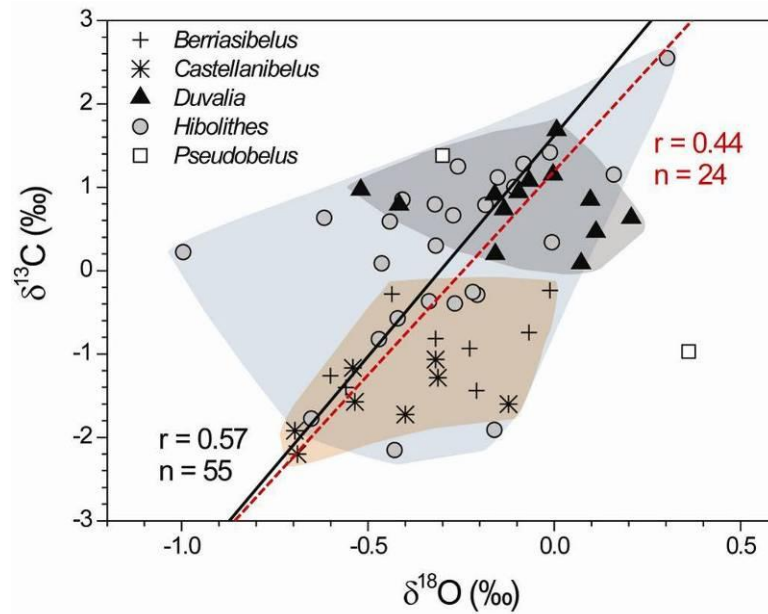 3
2
1
0
-1
-2
-3
δ13C (‰)
Berriasibelus
Castellanibelus
Duvalia
Hibolithes
Pseudobelus
r = 0.44
n = 24
r = 0.57
n = 55
-1.0 -0.5 0.0 0.5
δ18O (‰)